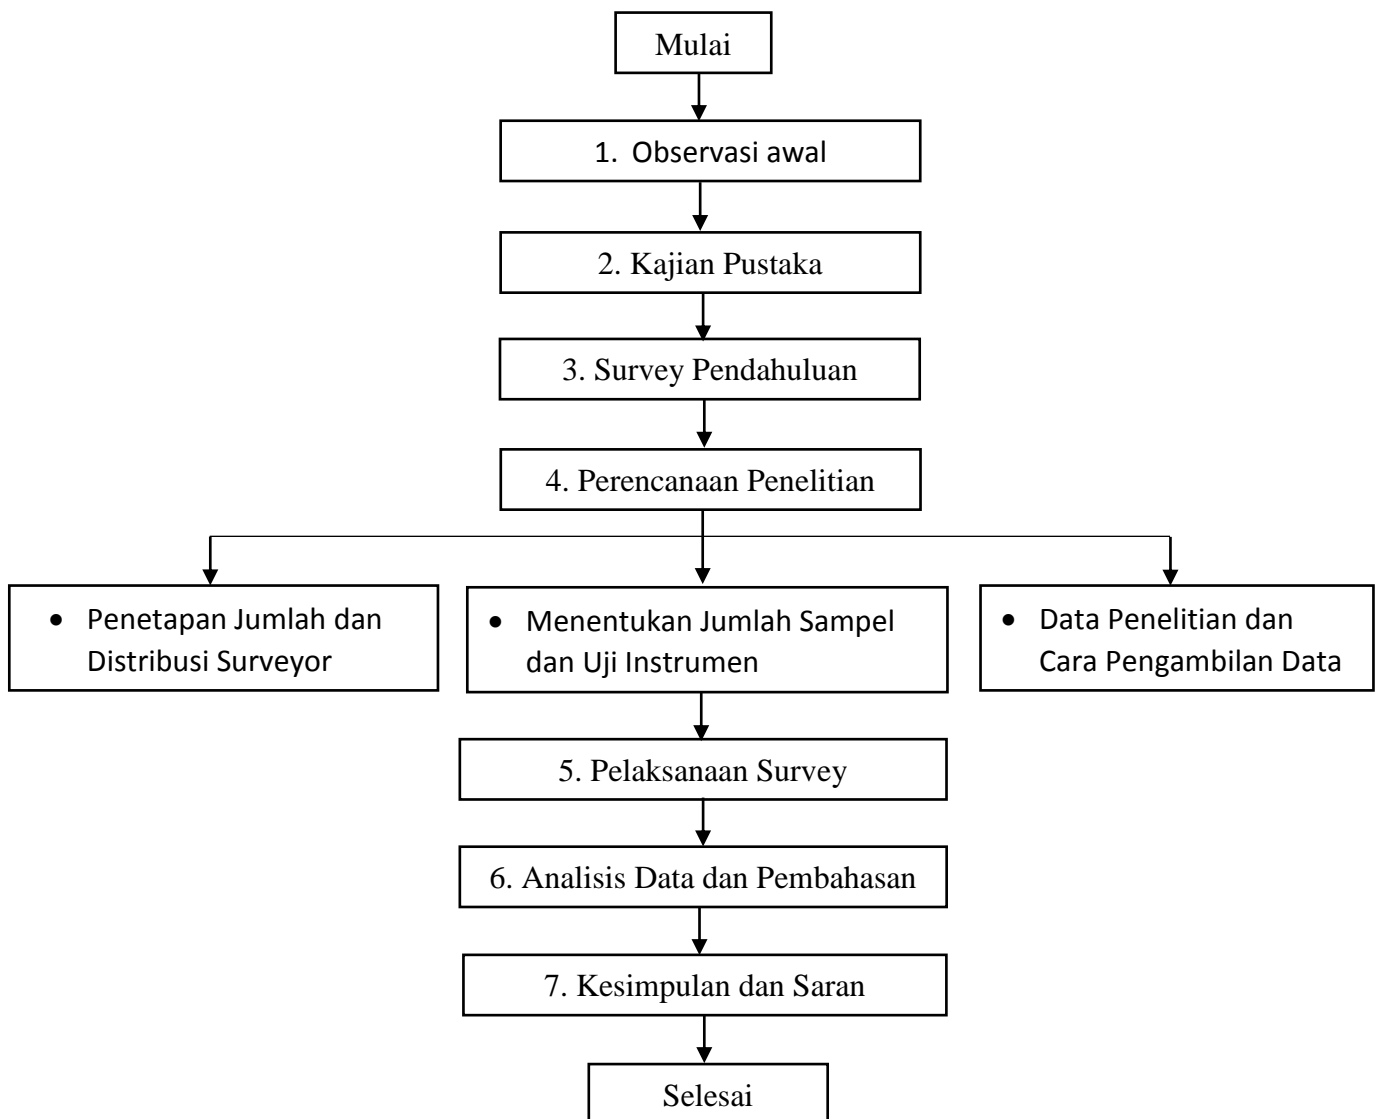 Mulai
1. Observasi awal
2. Kajian Pustaka
3. Survey Pendahuluan
4. Perencanaan Penelitian
• Penetapan Jumlah dan
Distribusi Surveyor
• Menentukan Jumlah Sampel
dan Uji Instrumen
• Data Penelitian dan
Cara Pengambilan Data
5. Pelaksanaan Survey
6. Analisis Data dan Pembahasan
7. Kesimpulan dan Saran
Selesai